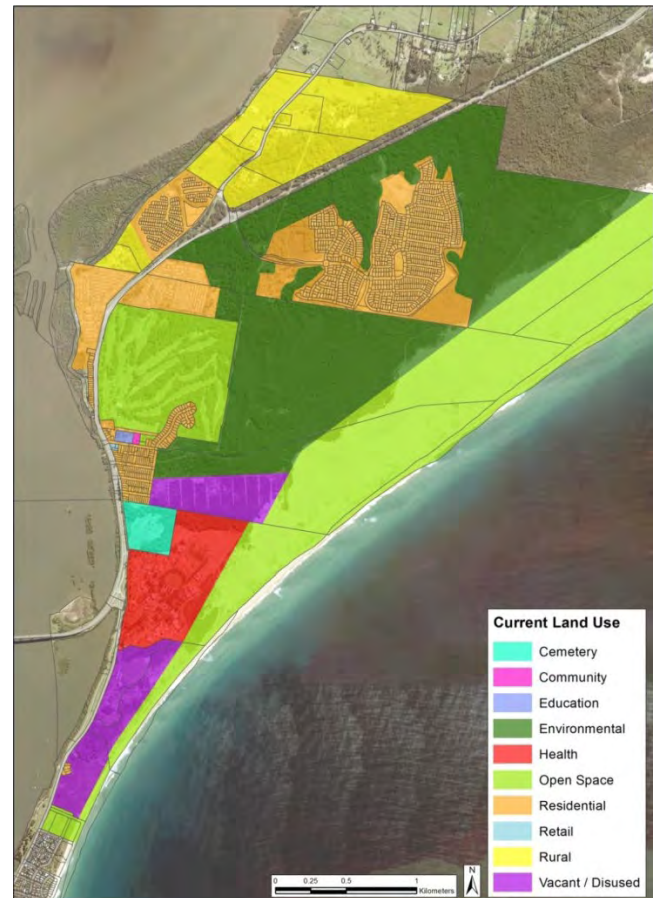 Current Land Use
Cemetery
Community
Education
Environmental
Health
Open Space
Residential
Retail
Rural
Vacant / Disused
0 0.25 0.5 1
Kilometers
N